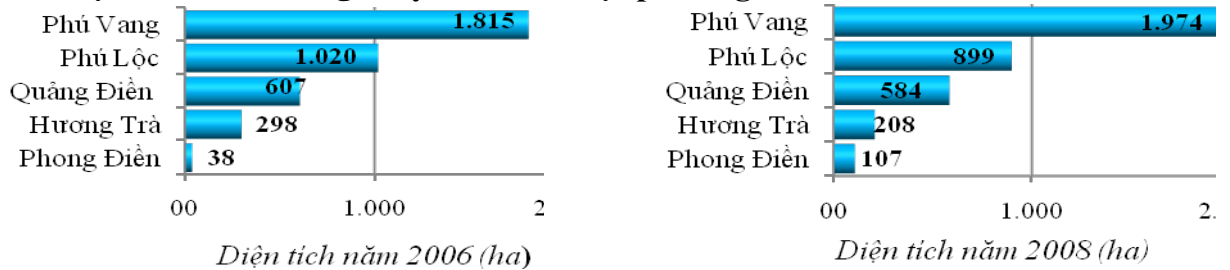 Phú Vang 1.815
Phú Lộc 1.020
Quảng Điền 607
Hương Trà 298
Phong Điền 38
00 1.000 2
Diện tích năm 2006 (ha)
Phú Vang 1.974
Phú Lộc 899
Quảng Điền 584
Hương Trà 208
Phong Điền 107
00 1.000 2.
Diện tích năm 2008 (ha)